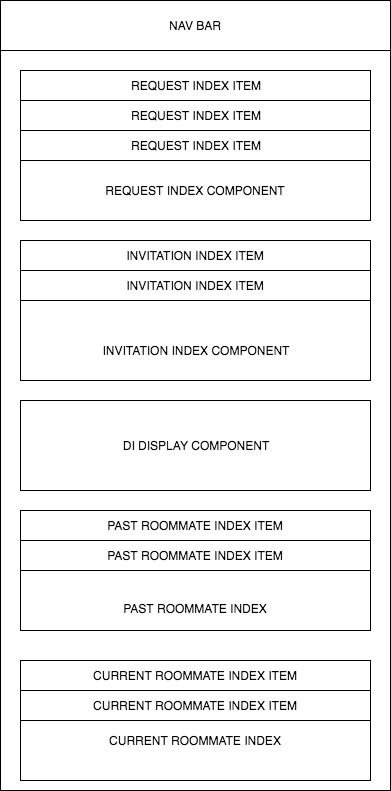 NAV BAR
REQUEST INDEX ITEM
REQUEST INDEX ITEM
REQUEST INDEX ITEM
REQUEST INDEX COMPONENT
INVITATION INDEX ITEM
INVITATION INDEX ITEM
INVITATION INDEX COMPONENT
DI DISPLAY COMPONENT
PAST ROOMMATE INDEX ITEM
PAST ROOMMATE INDEX ITEM
PAST ROOMMATE INDEX
CURRENT ROOMMATE INDEX ITEM
CURRENT ROOMMATE INDEX ITEM
CURRENT ROOMMATE INDEX